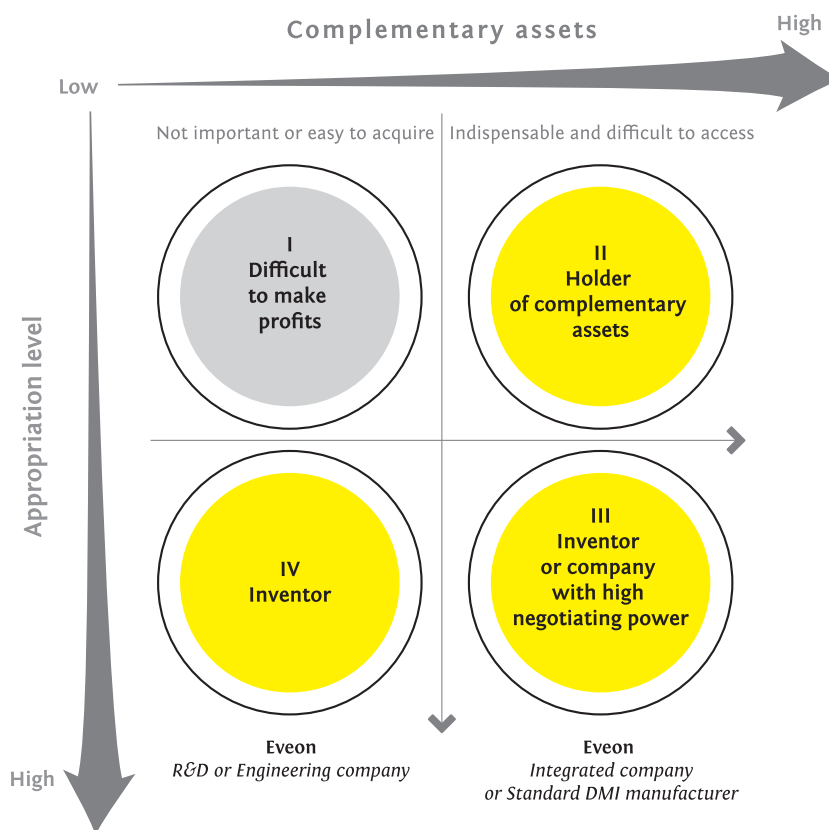 Complementary assets
High
Low
Not important or easy to acquire
Indispensable and difficult to access
I
Difficult
to make
profits
II
Holder
of complementary
assets
Appropriation level
IV
Inventor
III
Inventor
or company
with high
negotiating power
High
Eveon
R&D or Engineering company
Eveon
Integrated company
or Standard DMI manufacturer